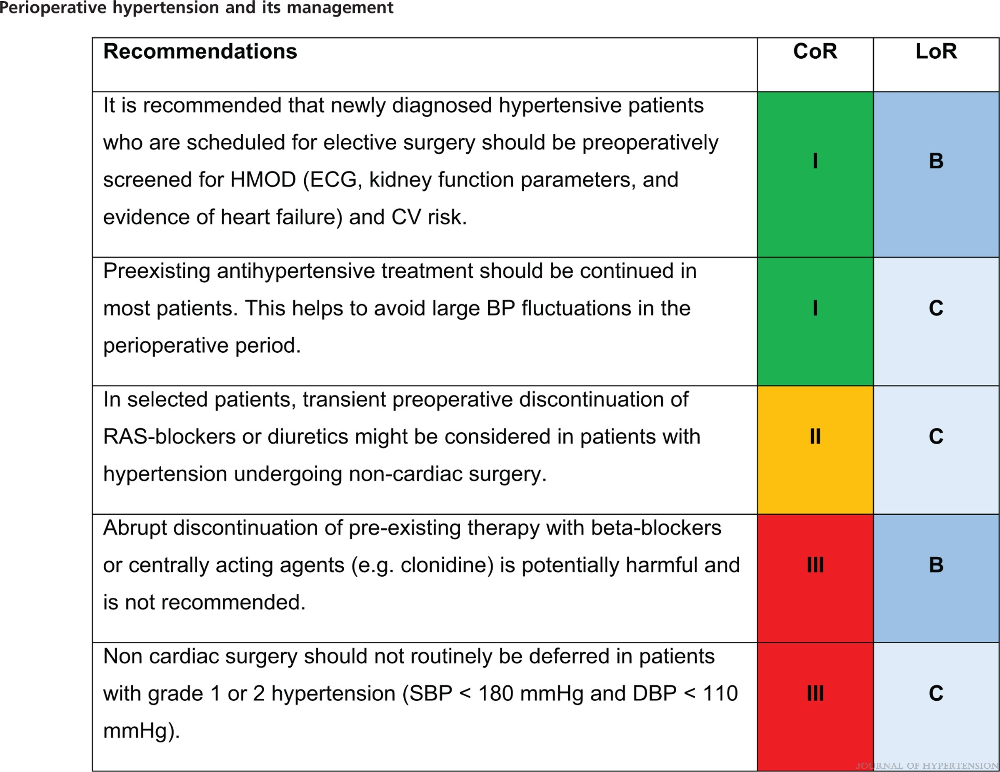 Perioperative hypertension and its management
Recommendations CoR LoR
It is recommended that newly diagnosed hypertensive patients
who are scheduled for elective surgery should be preoperatively
screened for HMOD (ECG, kidney function parameters, and
evidence of heart failure) and CV risk.
I B
Preexisting antihypertensive treatment should be continued in
most patients. This helps to avoid large BP fluctuations in the
perioperative period.
I C
In selected patients, transient preoperative discontinuation of
RAS-blockers or diuretics might be considered in patients with
hypertension undergoing non-cardiac surgery.
II C
Abrupt discontinuation of pre-existing therapy with beta-blockers
or centrally acting agents (e.g. clonidine) is potentially harmful and
is not recommended.
III B
Non cardiac surgery should not routinely be deferred in patients
with grade 1 or 2 hypertension (SBP < 180 mmHg and DBP < 110
mmHg).
III C
JOURNAL OF HYPERTENSION